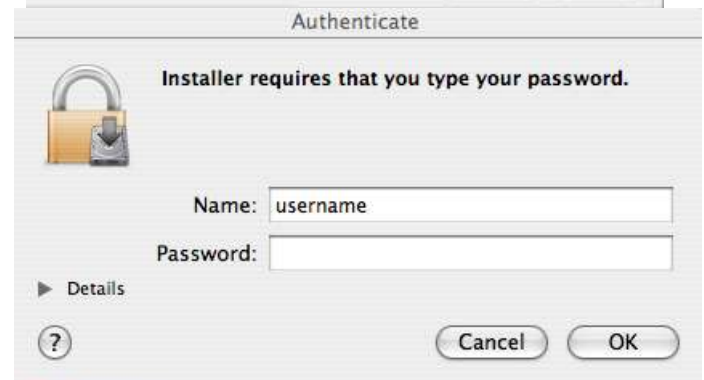 Authenticate
Installer requires that you type your password.
Name: username
Password:
Details
?
Cancel OK